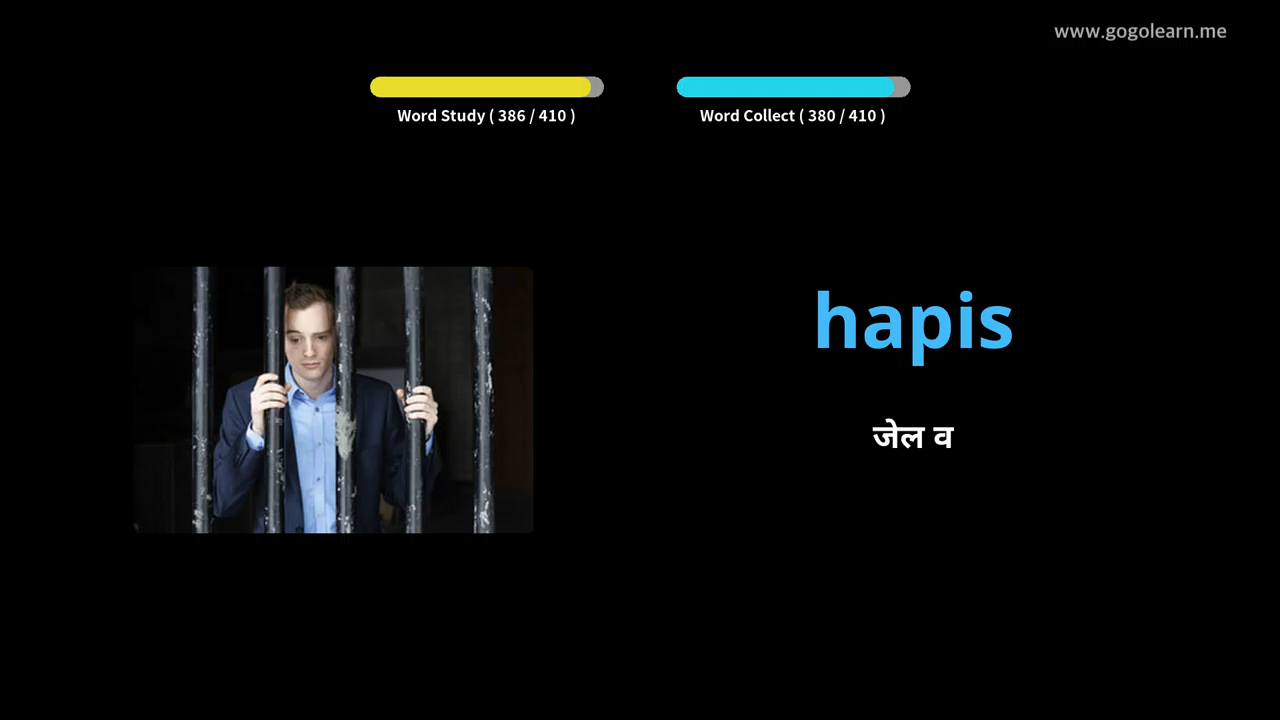 www.gogolearn.me
Word Study ( 386 / 410 )
Word Collect ( 380 / 410 )
hapis
जेल व